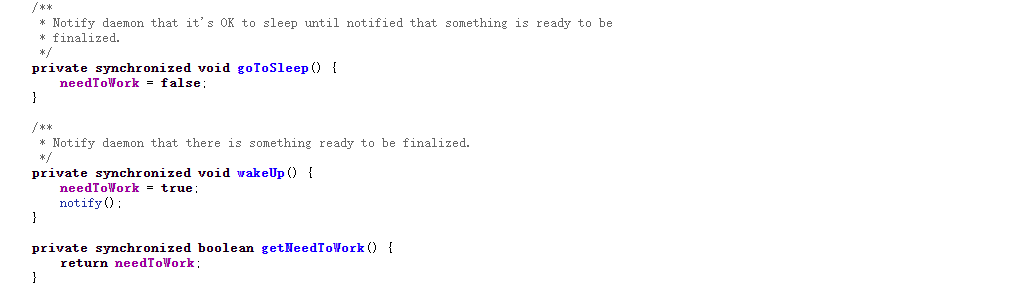 /**
 * Notify daemon that it's OK to sleep until notified that something is ready to be
 * finalized.
 */
private synchronized void goToSleep() {
    needToWork = false;
}

/**
 * Notify daemon that there is something ready to be finalized.
 */
private synchronized void wakeUp() {
    needToWork = true;
    notify();
}

private synchronized boolean getNeedToWork() {
    return needToWork;
}